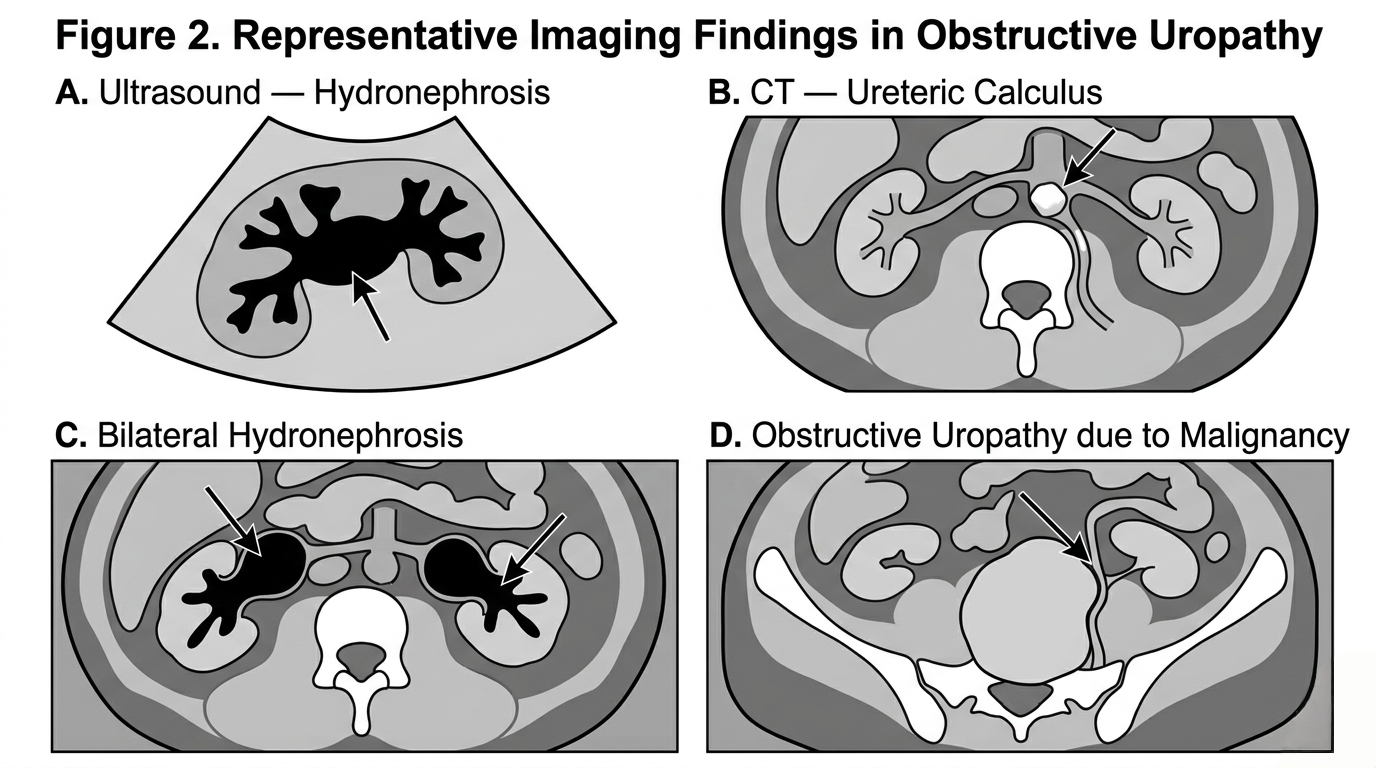 Figure 2. Representative Imaging Findings in Obstructive Uropathy
A. Ultrasound — Hydronephrosis
B. CT — Ureteric Calculus
C. Bilateral Hydronephrosis
D. Obstructive Uropathy due to Malignancy